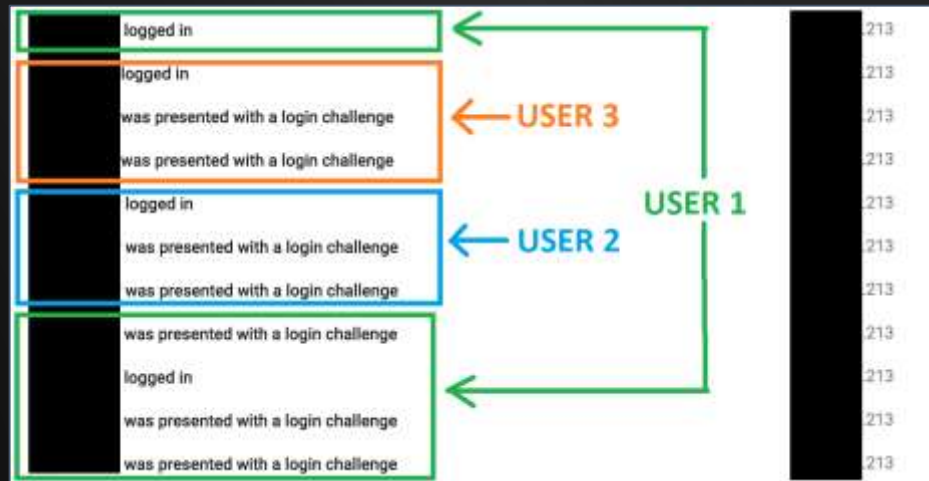 logged in .213
logged in .213
was presented with a login challenge USER 3 .213
was presented with a login challenge .213
logged in USER 1 .213
was presented with a login challenge USER 2 .213
was presented with a login challenge .213
was presented with a login challenge .213
logged in .213
was presented with a login challenge .213
was presented with a login challenge .213